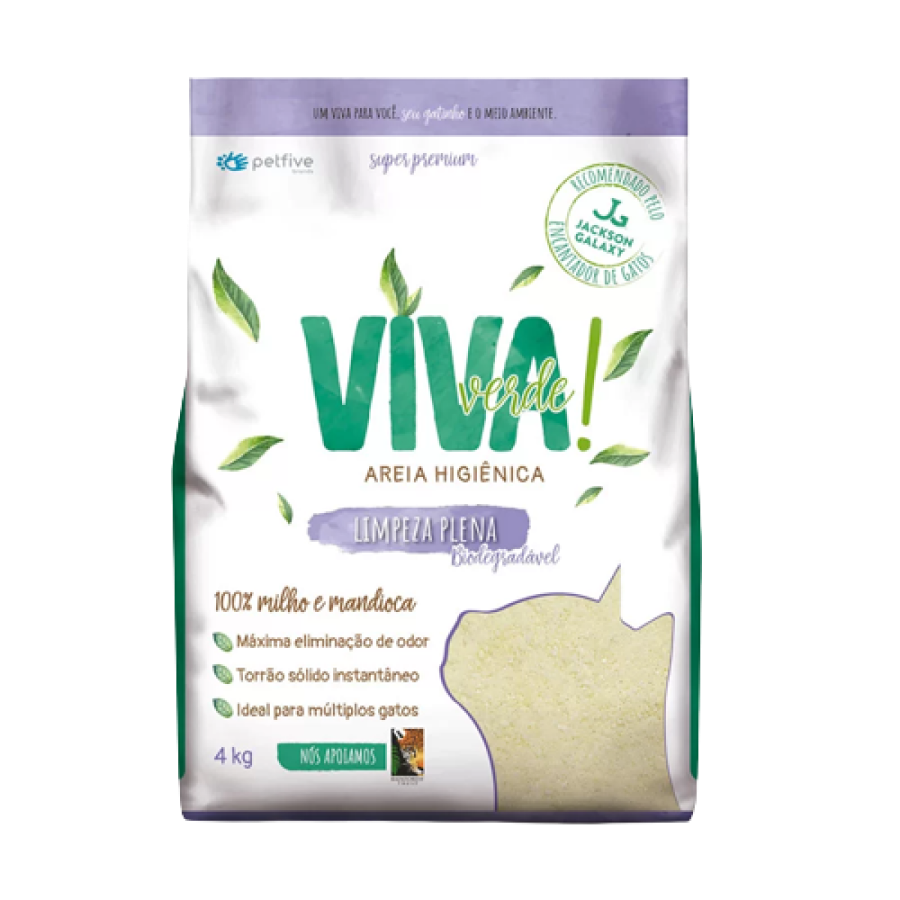 UM VIVA PARA VOCÊ, seu gatinho E O MEIO AMBIENTE.
petfive
brands
super premium
RECOMENDADO PELO
JG
JACKSON
GALAXY
ENCANTADOR DE GATOS
VIVA!
verde
AREIA HIGIÊNICA
LIMPEZA PLENA
Biodegradável
100% milho e mandioca
Máxima eliminação de odor
Torrão sólido instantâneo
Ideal para múltiplos gatos
4 kg
NÓS APOIAMOS